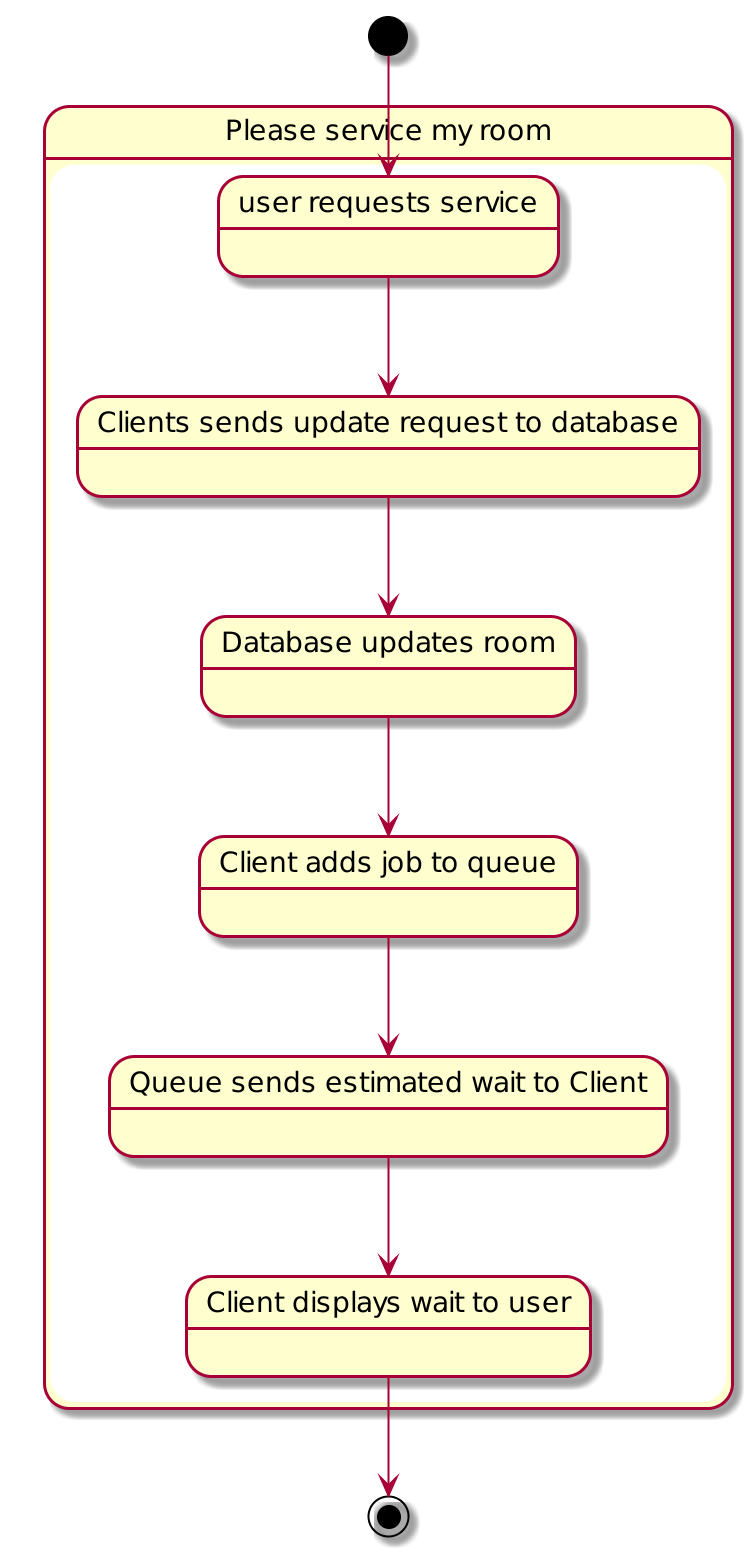 Please service my room
user requests service
Clients sends update request to database
Database updates room
Client adds job to queue
Queue sends estimated wait to Client
Client displays wait to user